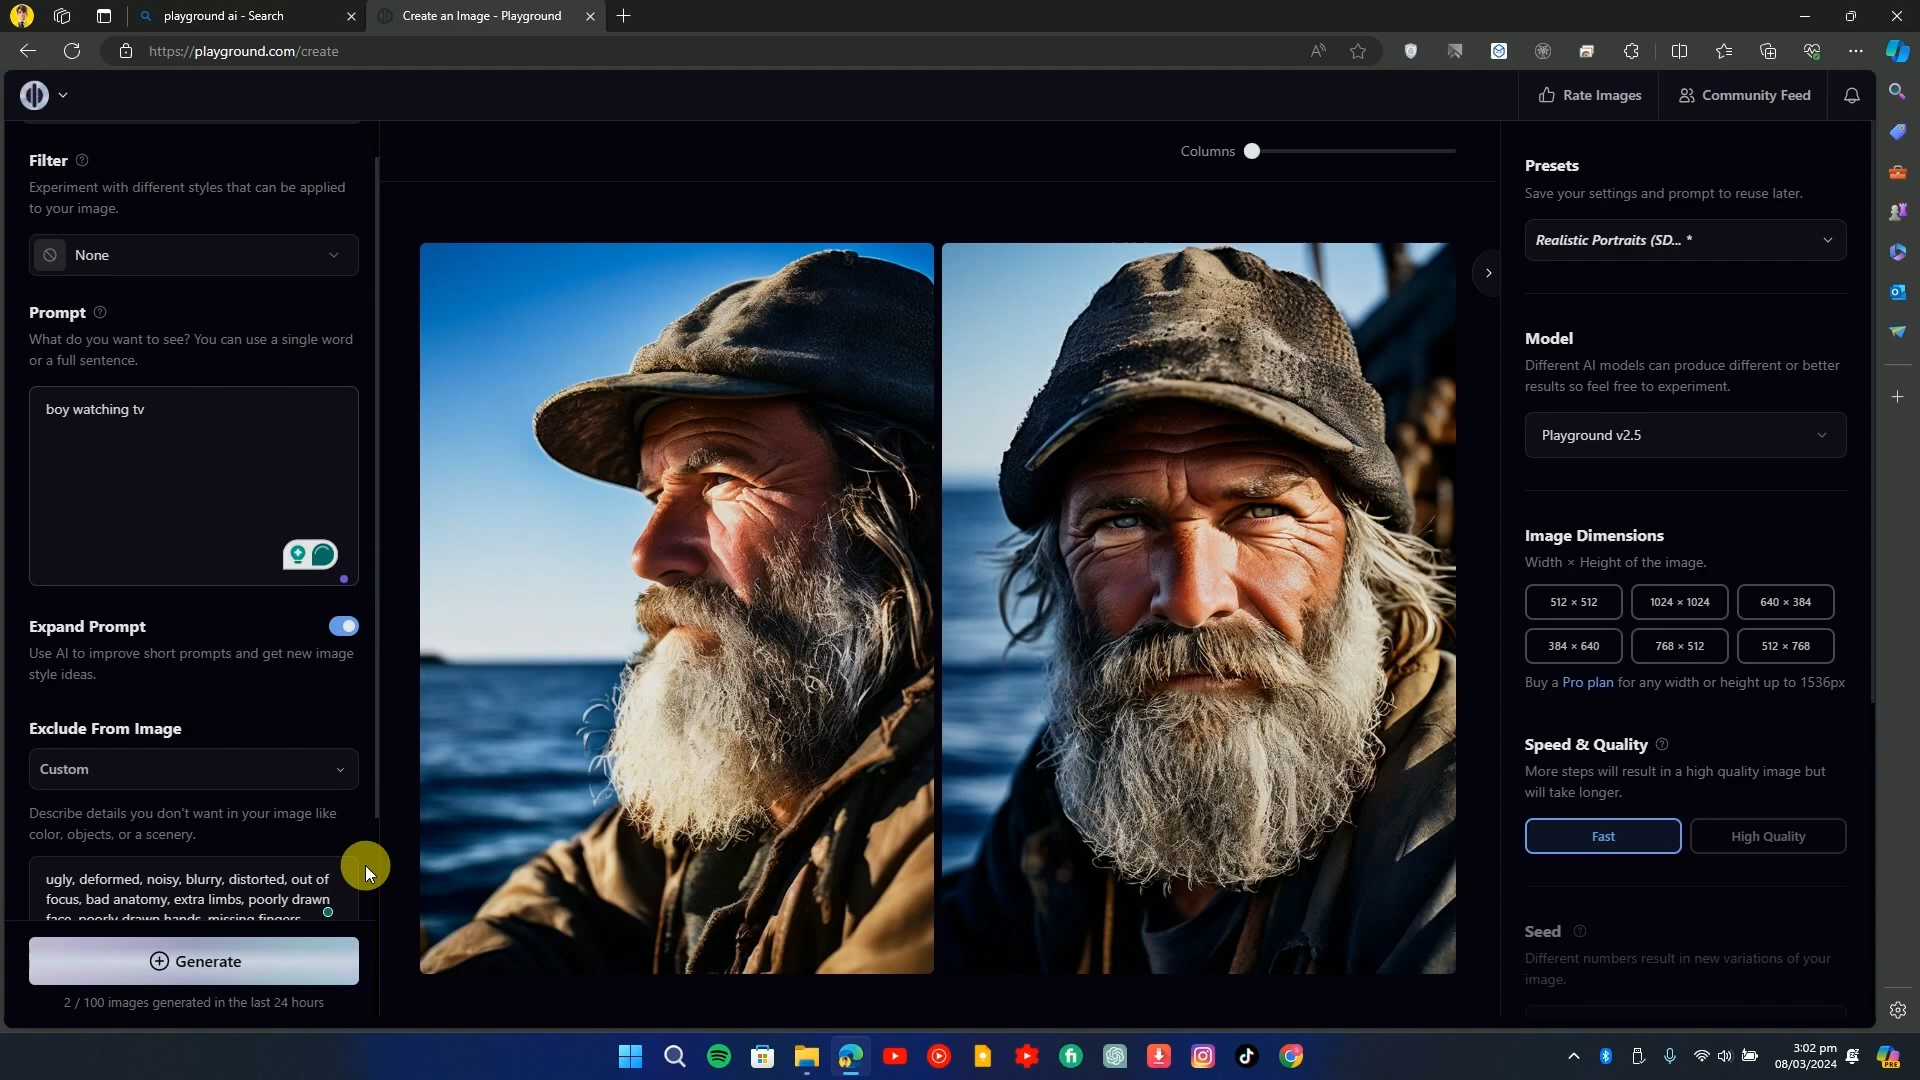 playground ai - Search
Create an Image - Playground
https://playground.com/create
Rate Images
Community Feed
Filter
Experiment with different styles that can be applied
to your image.
None
Prompt
What do you want to see? You can use a single word
or a full sentence.
boy watching tv
Expand Prompt
Use AI to improve short prompts and get new image
style ideas.
Exclude From Image
Custom
Describe details you don't want in your image like
color, objects, or a scenery.
ugly, deformed, noisy, blurry, distorted, out of
focus, bad anatomy, extra limbs, poorly drawn
face, poorly drawn hands, missing fingers
Generate
2 / 100 images generated in the last 24 hours
Columns
Presets
Save your settings and prompt to reuse later.
Realistic Portraits (SD... *
Model
Different AI models can produce different or better
results so feel free to experiment.
Playground v2.5
Image Dimensions
Width × Height of the image.
512 × 512
1024 × 1024
640 × 384
384 × 640
768 × 512
512 × 768
Buy a Pro plan for any width or height up to 1536px
Speed & Quality
More steps will result in a high quality image but
will take longer.
Fast
High Quality
Seed
Different numbers result in new variations of your
image.
3:02 pm
08/03/2024
PRE